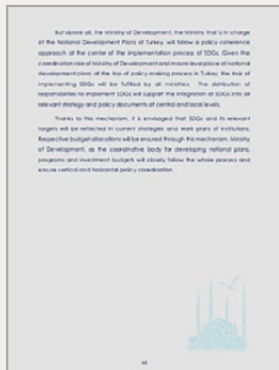 But above all, the Ministry of Development, the Ministry that is in charge
of the National Development Plans of Turkey, will follow a policy coherence
approach at the center of the implementation process of SDGs. Given the
coordination role of Ministry of Development and macro level place of national
development plans at the top of policy making process in Turkey, the task of
implementing SDGs will be fulfilled by all ministries. The distribution of
responsibilities to implement SDGs will support the integration of SDGs into all
relevant strategy and policy documents of central and local levels.
Thanks to this mechanism, it is envisaged that SDGs and its relevant
targets will be reflected in current strategies and work plans of institutions.
Respective budget allocations will be ensured through this mechanism. Ministry
of Development, as the coordinative body for developing national plans,
programs and investment budgets will closely follow the whole process and
ensure vertical and horizontal policy coordination.